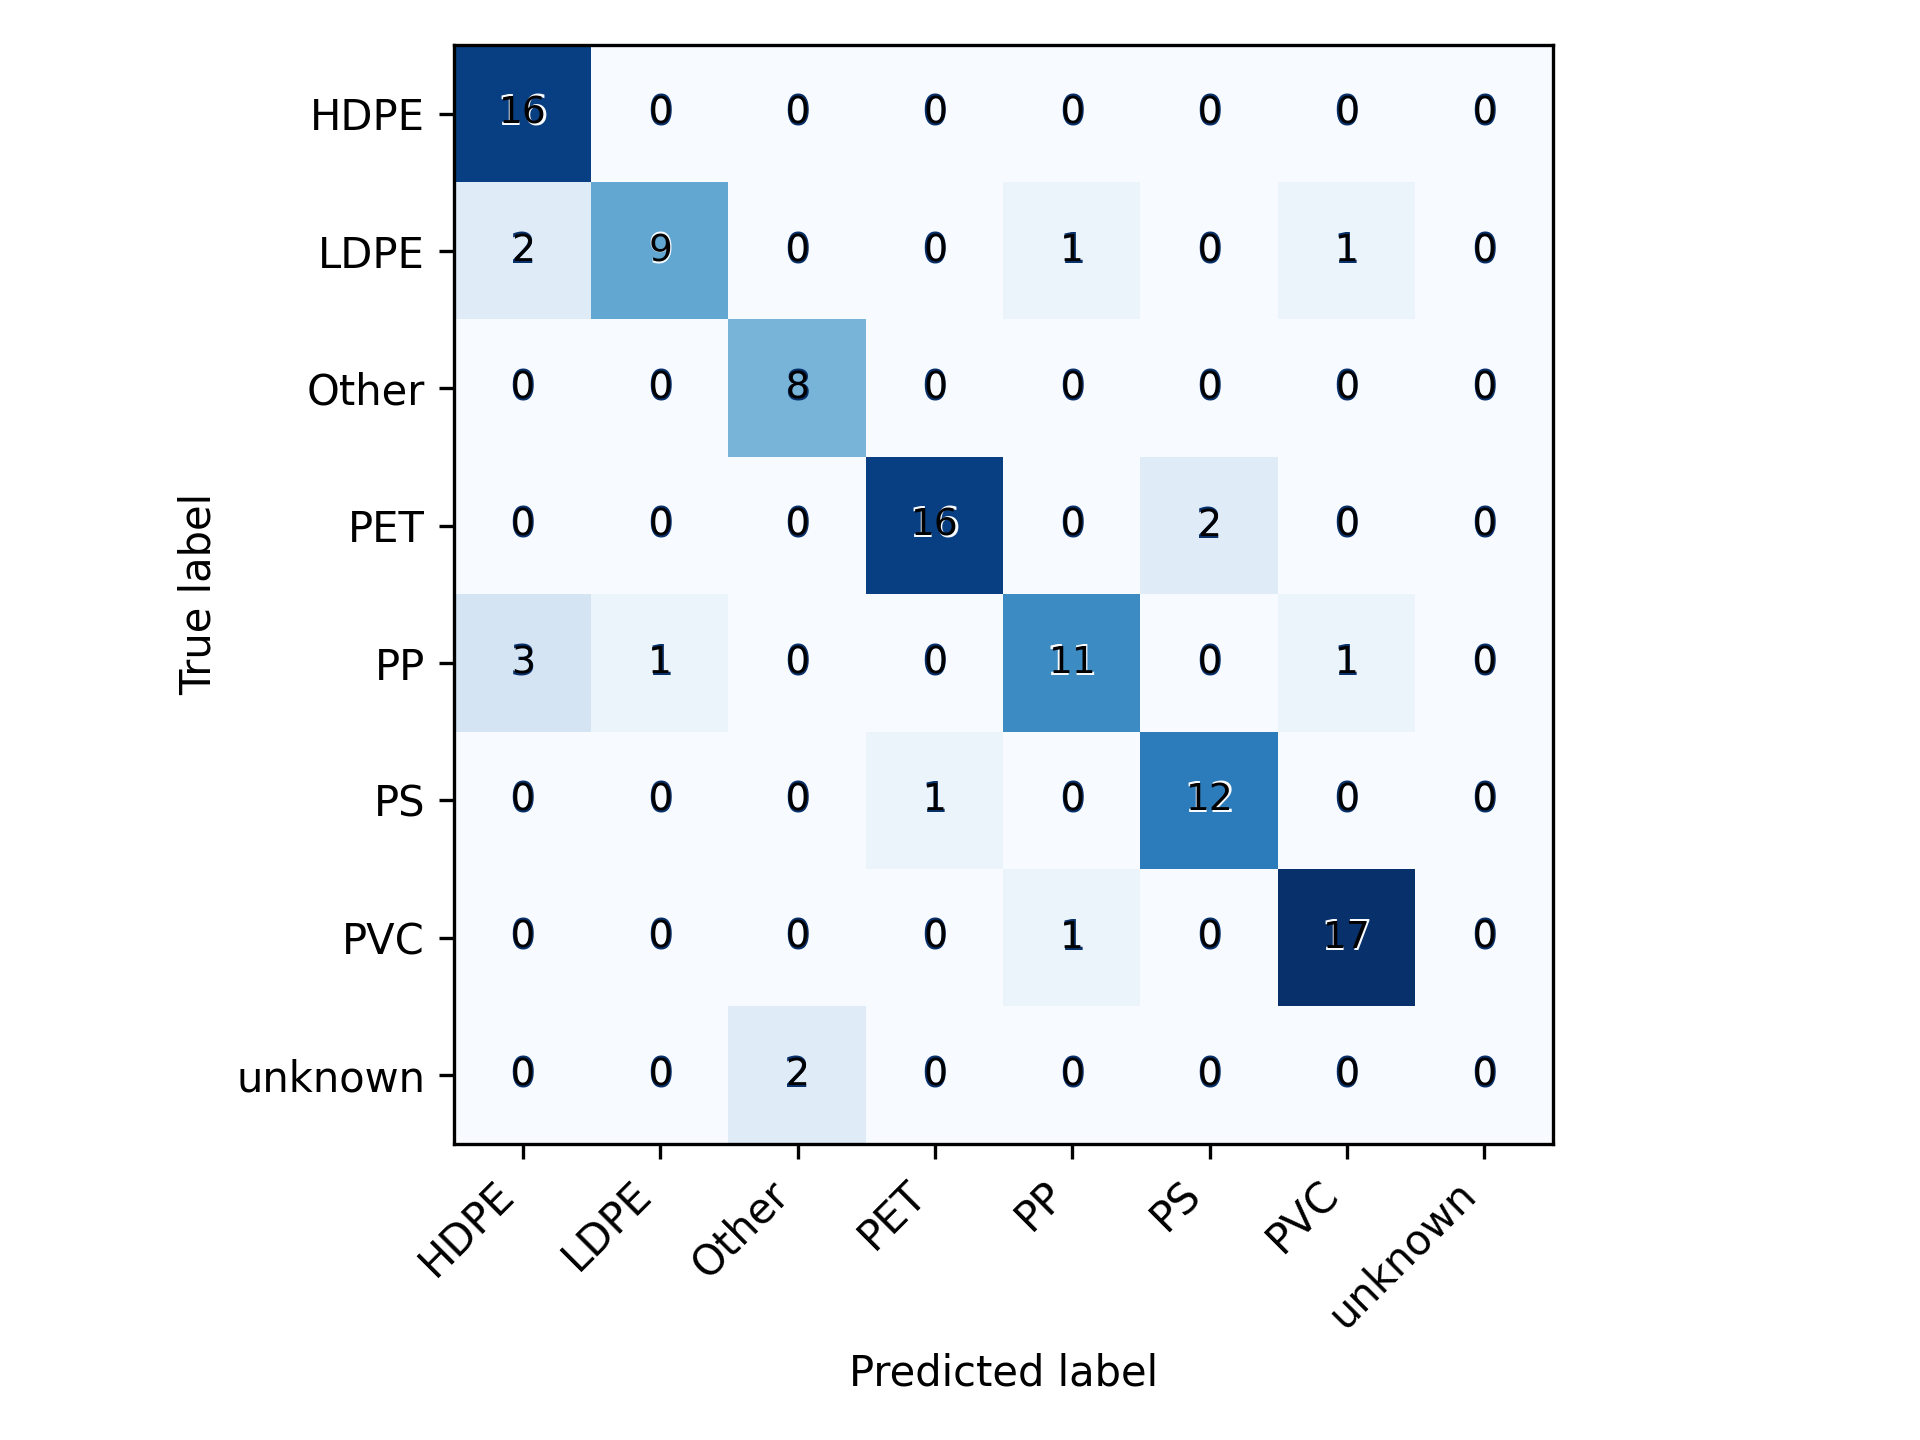 HDPE 16 0 0 0 0 0 0 0
LDPE 2 9 0 0 1 0 1 0
Other 0 0 8 0 0 0 0 0
PET 0 0 0 16 0 2 0 0
PP 3 1 0 0 11 0 1 0
PS 0 0 0 1 0 12 0 0
PVC 0 0 0 0 1 0 17 0
unknown 0 0 2 0 0 0 0 0
True label
HDPE LDPE Other PET PP PS PVC unknown
Predicted label